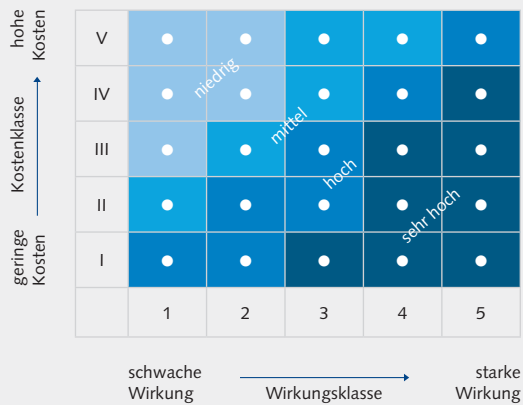 hohe
Kosten
Kostenklasse
geringe
Kosten
V
IV
III
II
I
niedrig
mittel
hoch
sehr hoch
1 2 3 4 5
schwache
Wirkung
Wirkungsklasse
starke
Wirkung